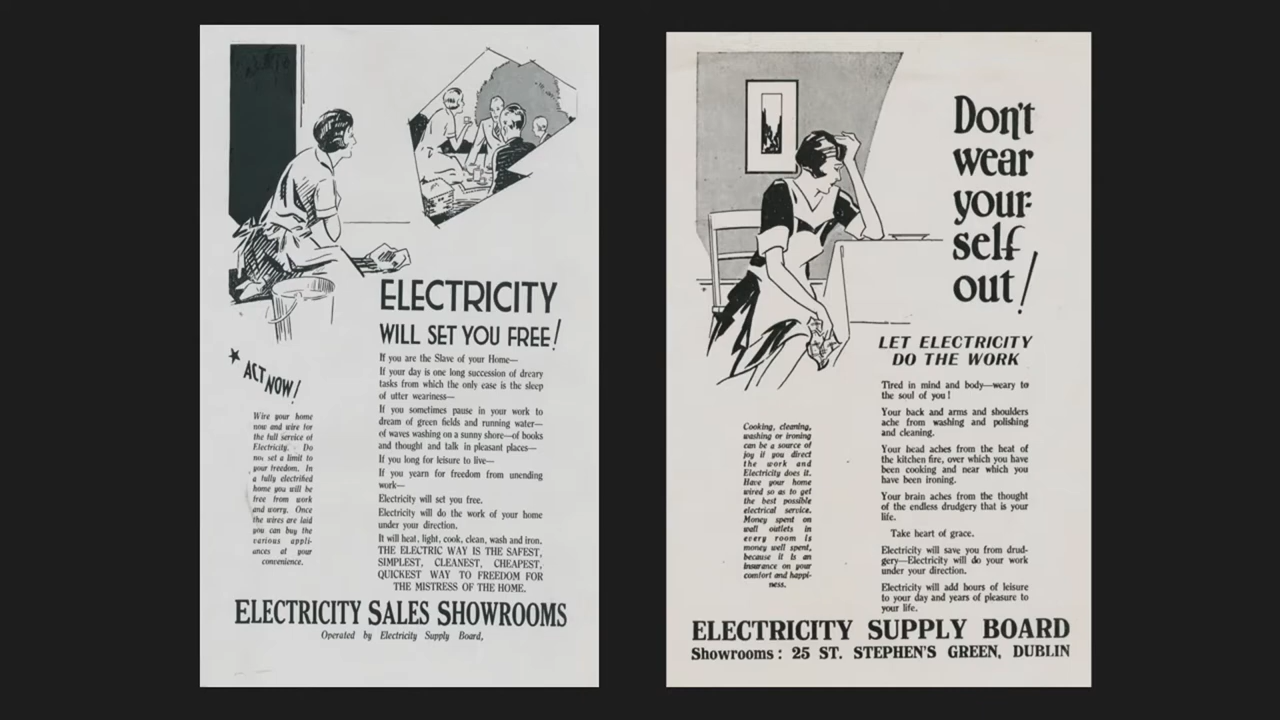 ELECTRICITY
WILL SET YOU FREE!
If you are the Slave of your Home—
If your day is one long succession of dreary
tasks from which the only ease is the sleep
of utter weariness—
If you sometimes pause in your work to
dream of green fields and running water—
of waves washing on a sunny shore—of books
and thought and talk in pleasant places—
If you long for leisure to live—
If you yearn for freedom from unending
work—
Electricity will set you free.
Electricity will do the work of your home
under your direction.
It will heat, light, cook, clean, wash and iron.
THE ELECTRIC WAY IS THE SAFEST,
SIMPLEST, CLEANEST, CHEAPEST,
QUICKEST WAY TO FREEDOM FOR
THE MISTRESS OF THE HOME.
ACT NOW!
Wire your home
now and wire for
the full service of
Electricity. Do
not set a limit to
your freedom. In
a fully electrified
home you will be
free from work
and worry. Once
the wires are laid
you can buy the
various appli-
ances at your
convenience.
ELECTRICITY SALES SHOWROOMS
Operated by Electricity Supply Board,
Don't
wear
your-
self
out!
LET ELECTRICITY
DO THE WORK
Tired in mind and body—weary to
the soul of you!
Your back and arms and shoulders
ache from washing and polishing
and cleaning.
Your head aches from the heat of
the kitchen fire, over which you have
been cooking and near which you
have been ironing.
Your brain aches from the thought
of the endless drudgery that is your
life.
Take heart of grace.
Electricity will save you from drud-
gery—Electricity will do your work
under your direction.
Electricity will add hours of leisure
to your day and years of pleasure to
your life.
Cooking, cleaning,
washing or ironing
can be a source of
joy if you direct
the work and
Electricity does it.
Have your home
wired so as to get
the best possible
electrical service.
Money spent on
wall outlets in
every room is
money well spent,
because it is an
insurance on your
comfort and happi-
ness.
ELECTRICITY SUPPLY BOARD
Showrooms: 25 ST. STEPHEN'S GREEN, DUBLIN